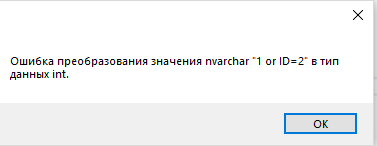 Ошибка преобразования значения nvarchar "1 or ID=2" в тип
данных int.
OK